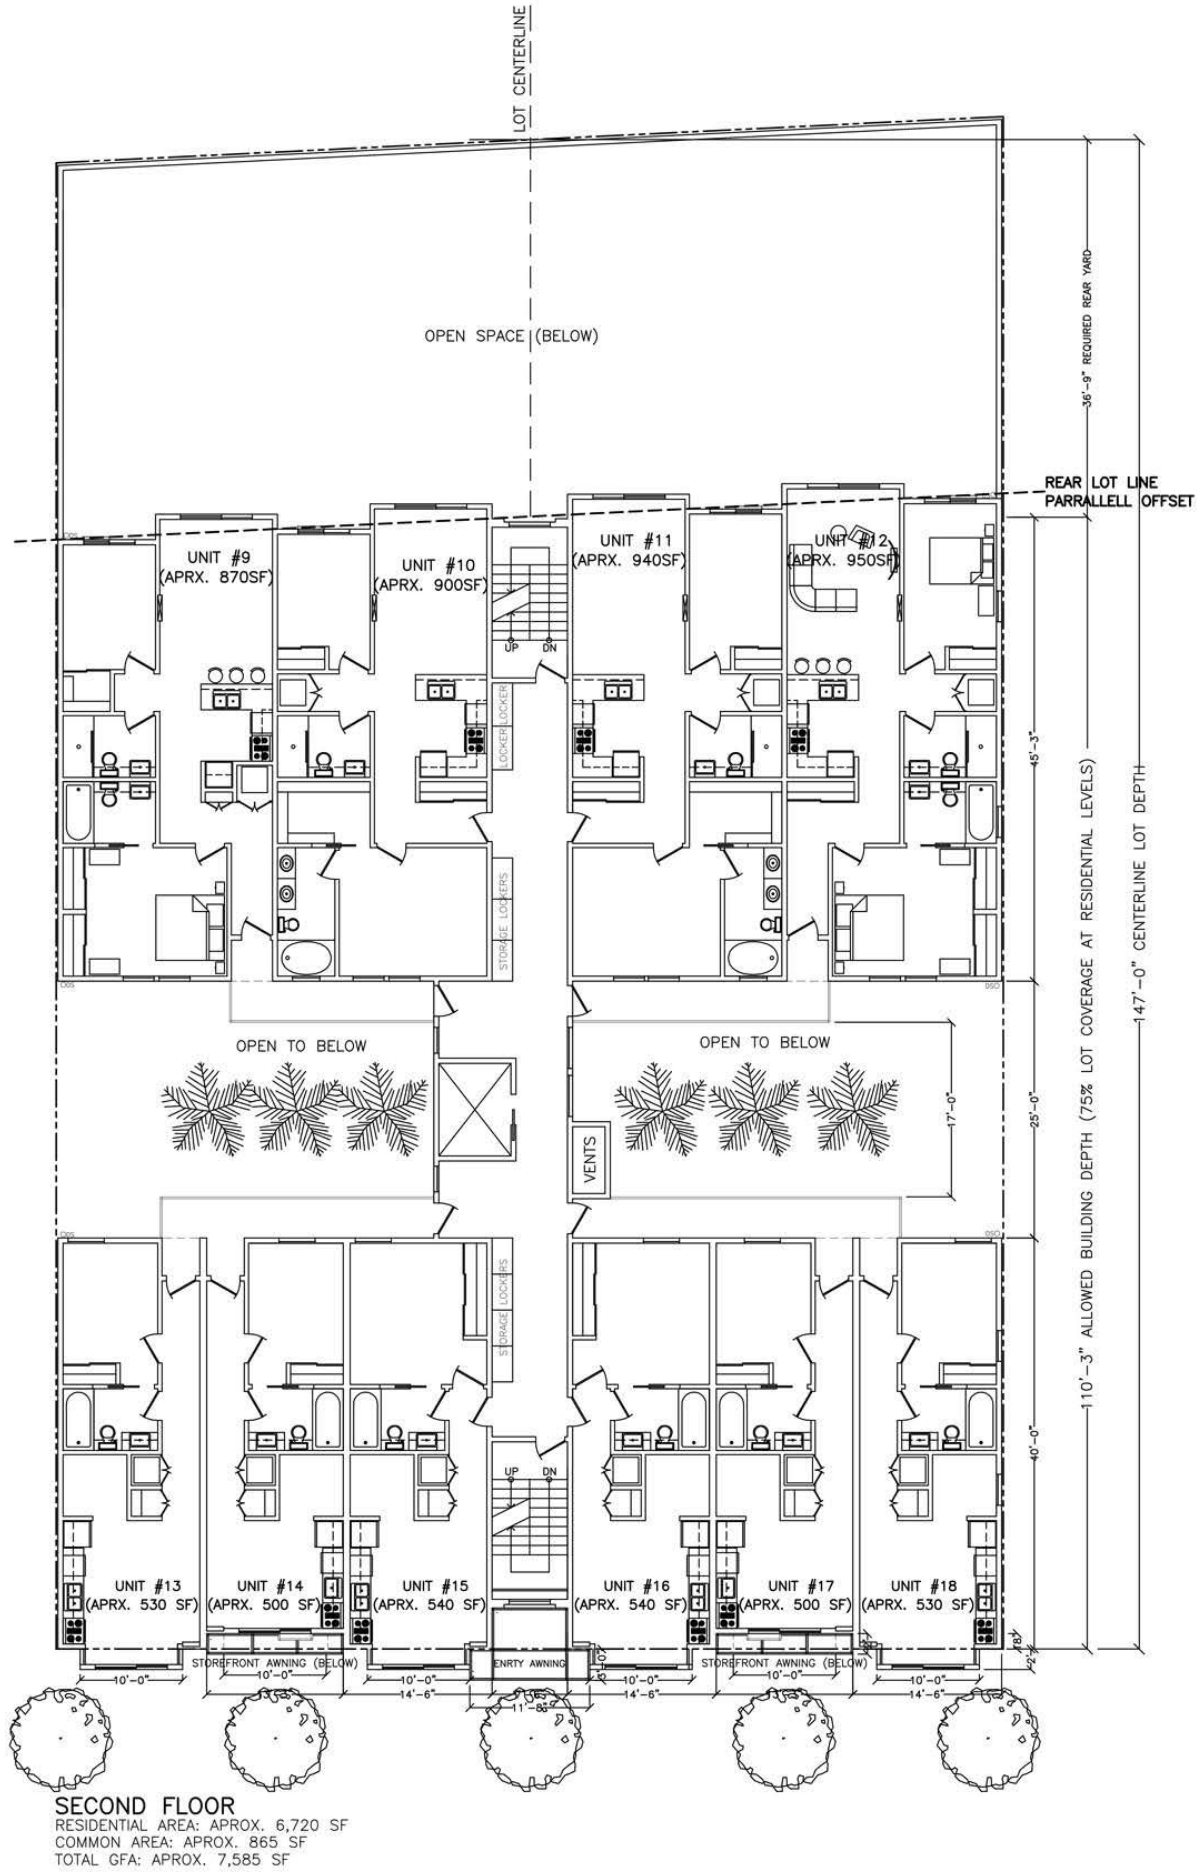 LOT CENTERLINE
OPEN SPACE (BELOW)
36'-9" REQUIRED REAR YARD
REAR LOT LINE
PARRALLELL OFFSET
UNIT #9
(APRX. 870SF)
UNIT #10
(APRX. 900SF)
UNIT #11
(APRX. 940SF)
UNIT #12
(APRX. 950SF)
UP DN
LOCKER
LOCKER
STORAGE LOCKERS
45'-3"
147'-0" CENTERLINE LOT DEPTH
110'-3" ALLOWED BUILDING DEPTH (75% LOT COVERAGE AT RESIDENTIAL LEVELS)
DSO
OPEN TO BELOW
OPEN TO BELOW
17'-0"
25'-0"
VENTS
DSO
STORAGE LOCKERS
40'-0"
UP DN
UNIT #13
(APRX. 530 SF)
UNIT #14
(APRX. 500 SF)
UNIT #15
(APRX. 540 SF)
UNIT #16
(APRX. 540 SF)
UNIT #17
(APRX. 500 SF)
UNIT #18
(APRX. 530 SF)
STOREFRONT AWNING (BELOW)
ENRTY AWNING
STOREFRONT AWNING (BELOW)
10'-0"
10'-0"
10'-0"
10'-0"
10'-0"
10'-0"
14'-6"
14'-6"
14'-6"
11'-8"
SECOND FLOOR
RESIDENTIAL AREA: APROX. 6,720 SF
COMMON AREA: APROX. 865 SF
TOTAL GFA: APROX. 7,585 SF